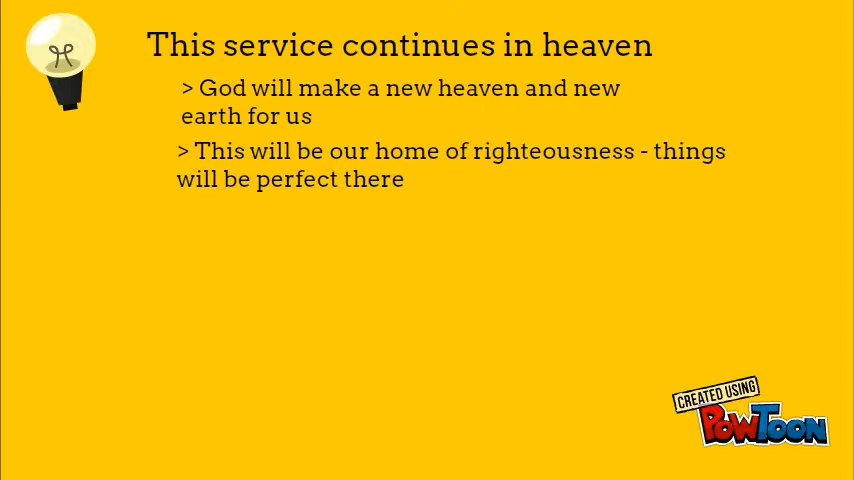 This service continues in heaven
> God will make a new heaven and new
earth for us
> This will be our home of righteousness - things
will be perfect there
CREATED USING
POWTOON